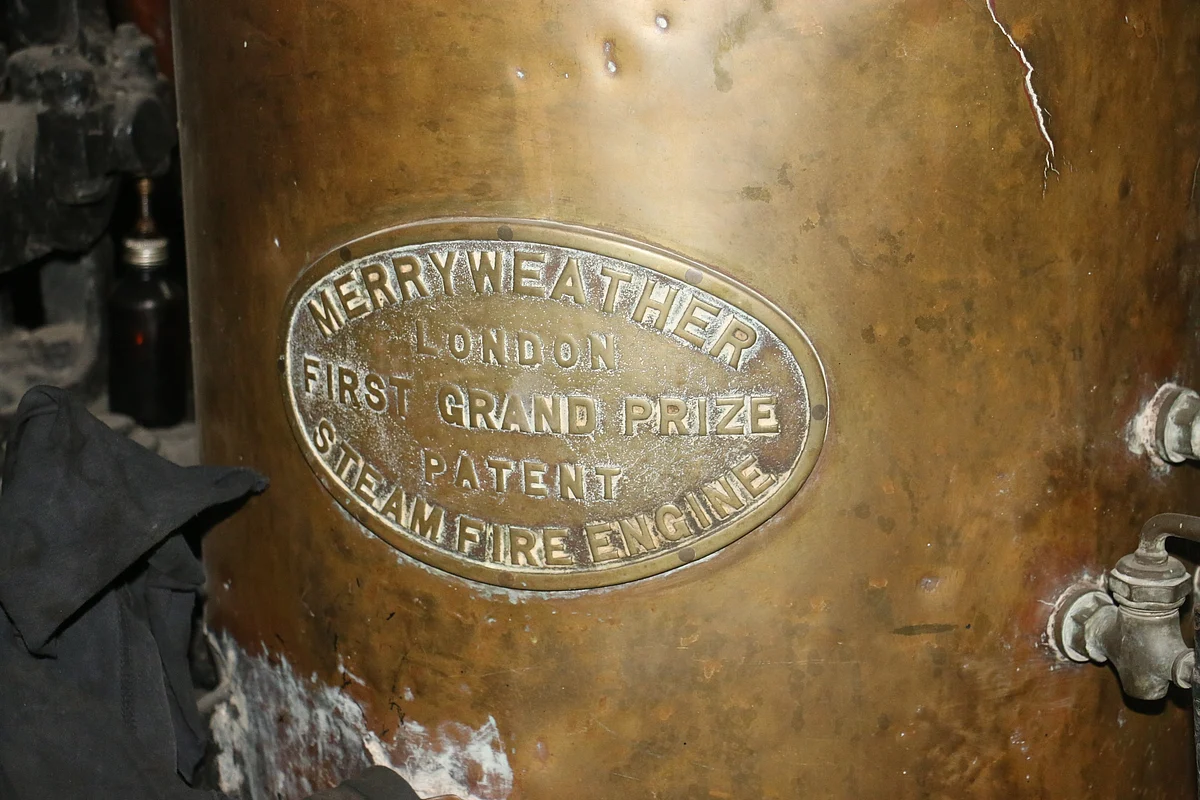 MERRYWEATHER
LONDON
FIRST GRAND PRIZE
PATENT
STEAM FIRE ENGINE